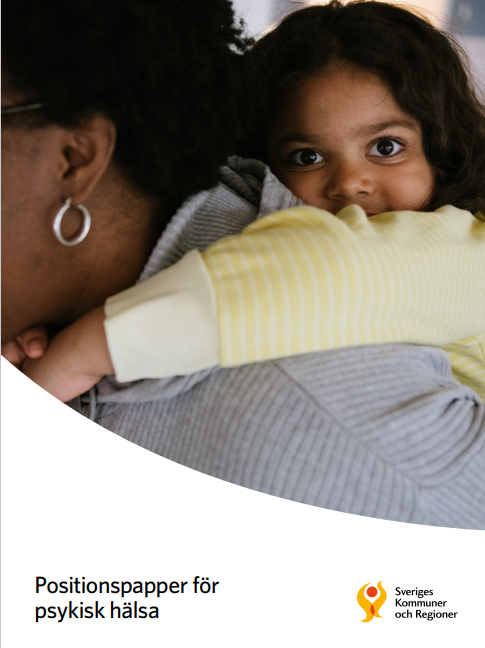 Positionspapper för
psykisk hälsa
Sveriges
Kommuner
och Regioner